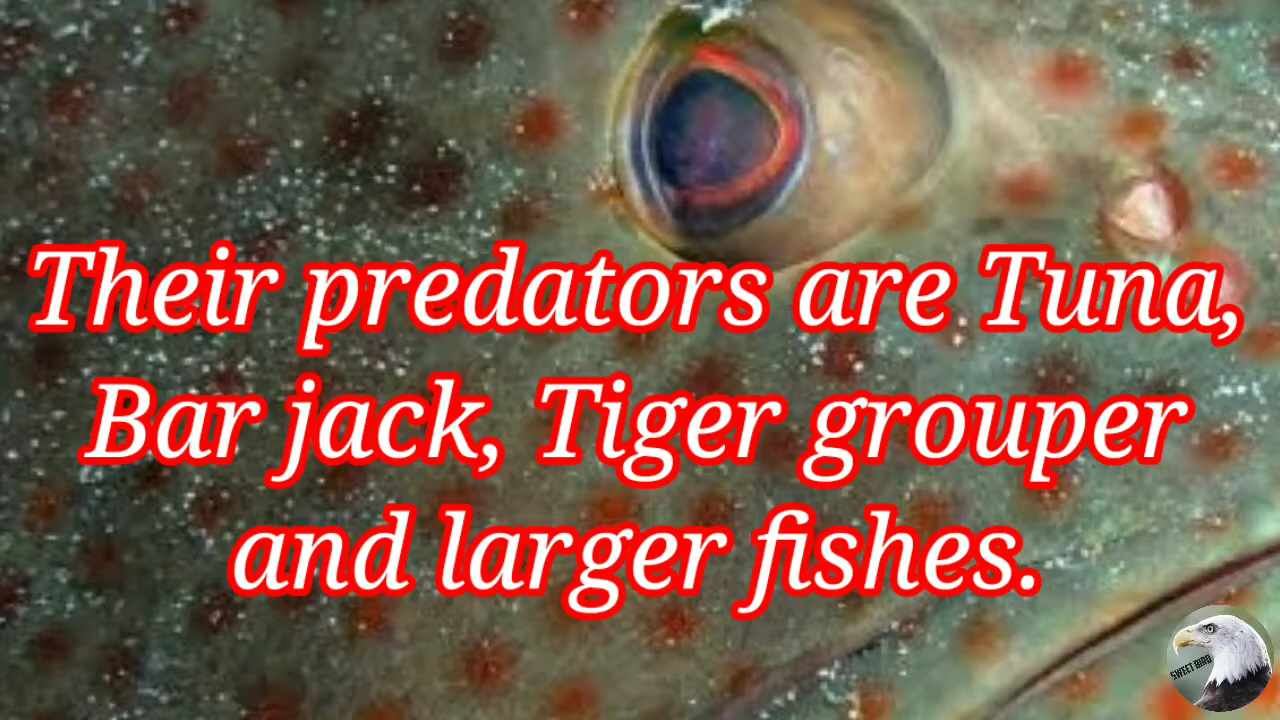 Their predators are Tuna,
Bar jack, Tiger grouper
and larger fishes.
SWEET BIRD